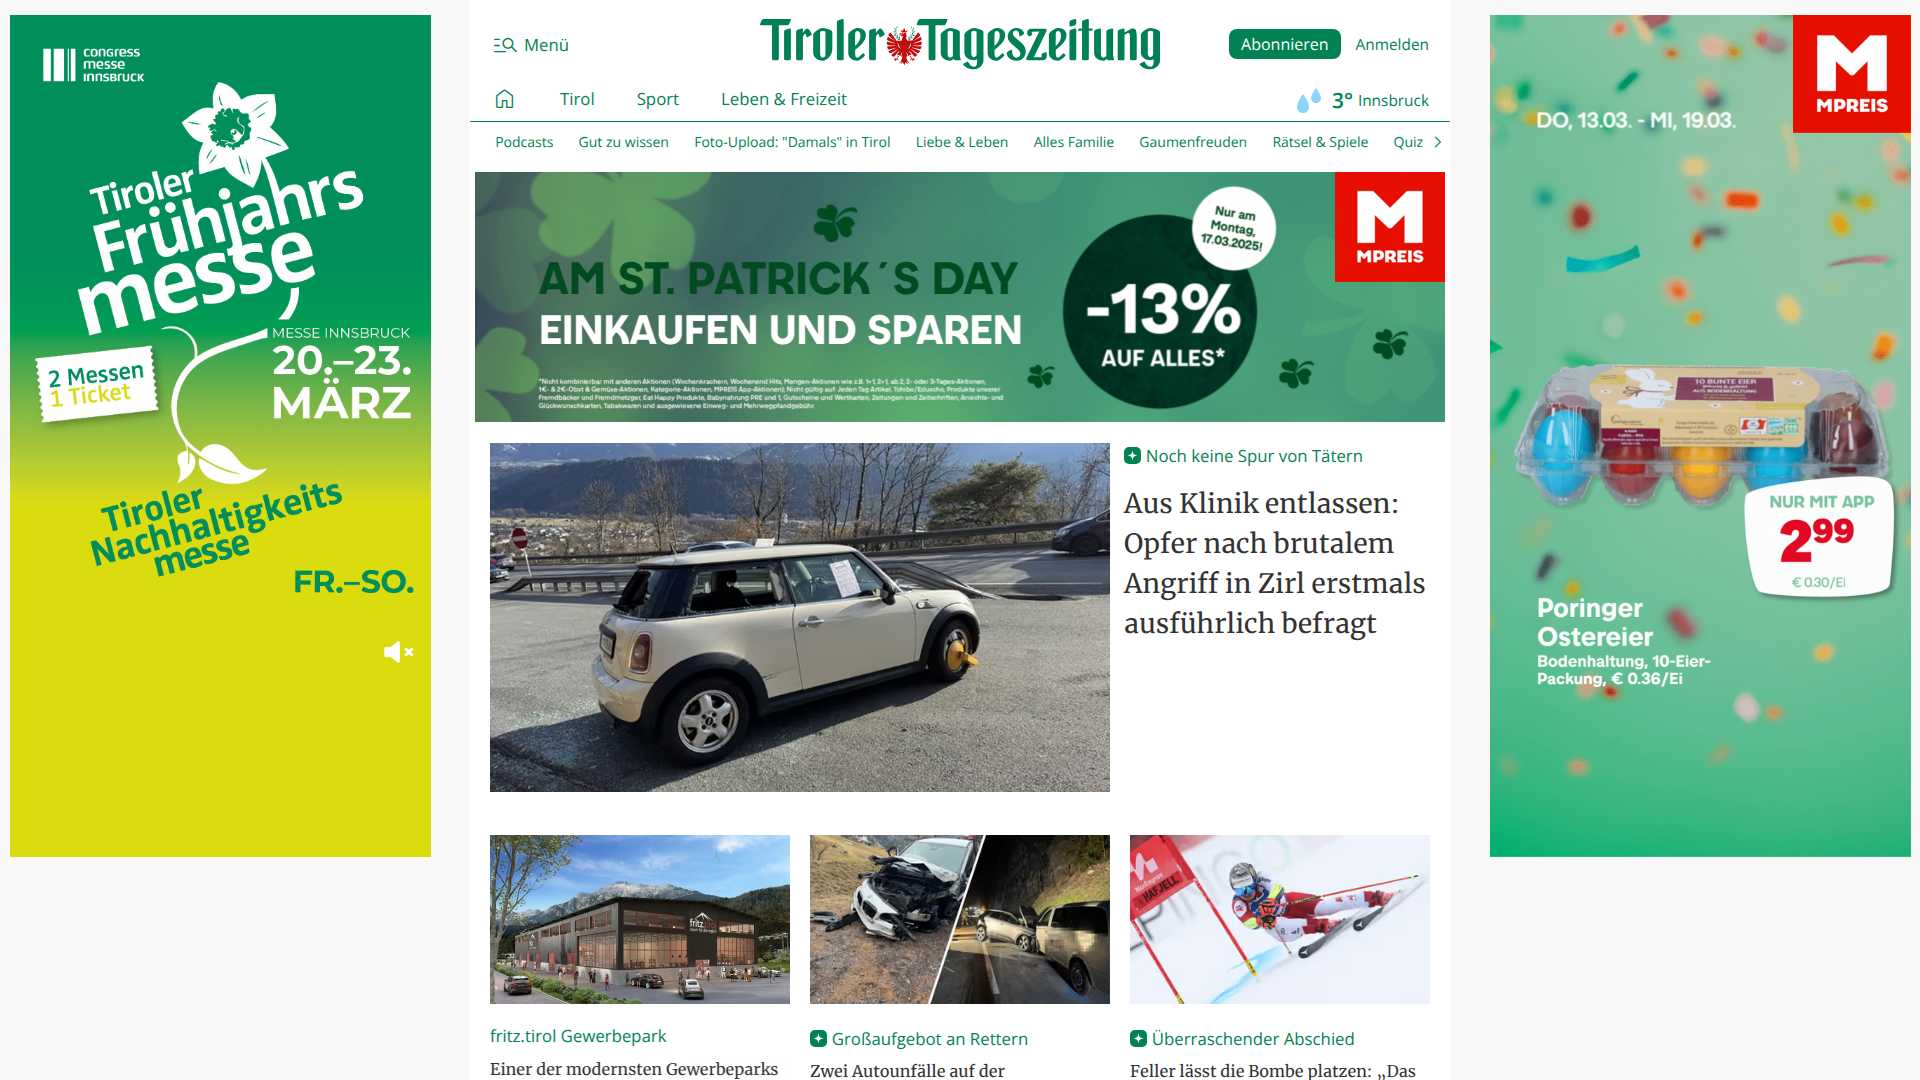 congress
messe
innsbruck
Tiroler
Frühjahrs
messe
MESSE INNSBRUCK
20.–23.
MÄRZ
2 Messen
1 Ticket
Tiroler
Nachhaltigkeits
messe
FR.–SO.
Menü
Tiroler Tageszeitung
Abonnieren
Anmelden
Tirol
Sport
Leben & Freizeit
3° Innsbruck
Podcasts
Gut zu wissen
Foto-Upload: "Damals" in Tirol
Liebe & Leben
Alles Familie
Gaumenfreuden
Rätsel & Spiele
Quiz
AM ST. PATRICK´S DAY
EINKAUFEN UND SPAREN
Nur am
Montag,
17.03.2025!
-13%
AUF ALLES*
MPREIS
Noch keine Spur von Tätern
Aus Klinik entlassen:
Opfer nach brutalem
Angriff in Zirl erstmals
ausführlich befragt
fritz
fritz.tirol Gewerbepark
Einer der modernsten Gewerbeparks
Großaufgebot an Rettern
Zwei Autounfälle auf der
HAFJELL
Überraschender Abschied
Feller lässt die Bombe platzen: „Das
MPREIS
DO, 13.03. - MI, 19.03.
10 BUNTE EIER
AUS BODENHALTUNG
NUR MIT APP
2 99
€ 0.30/Ei
Poringer
Ostereier
Bodenhaltung, 10-Eier-
Packung, € 0.36/Ei